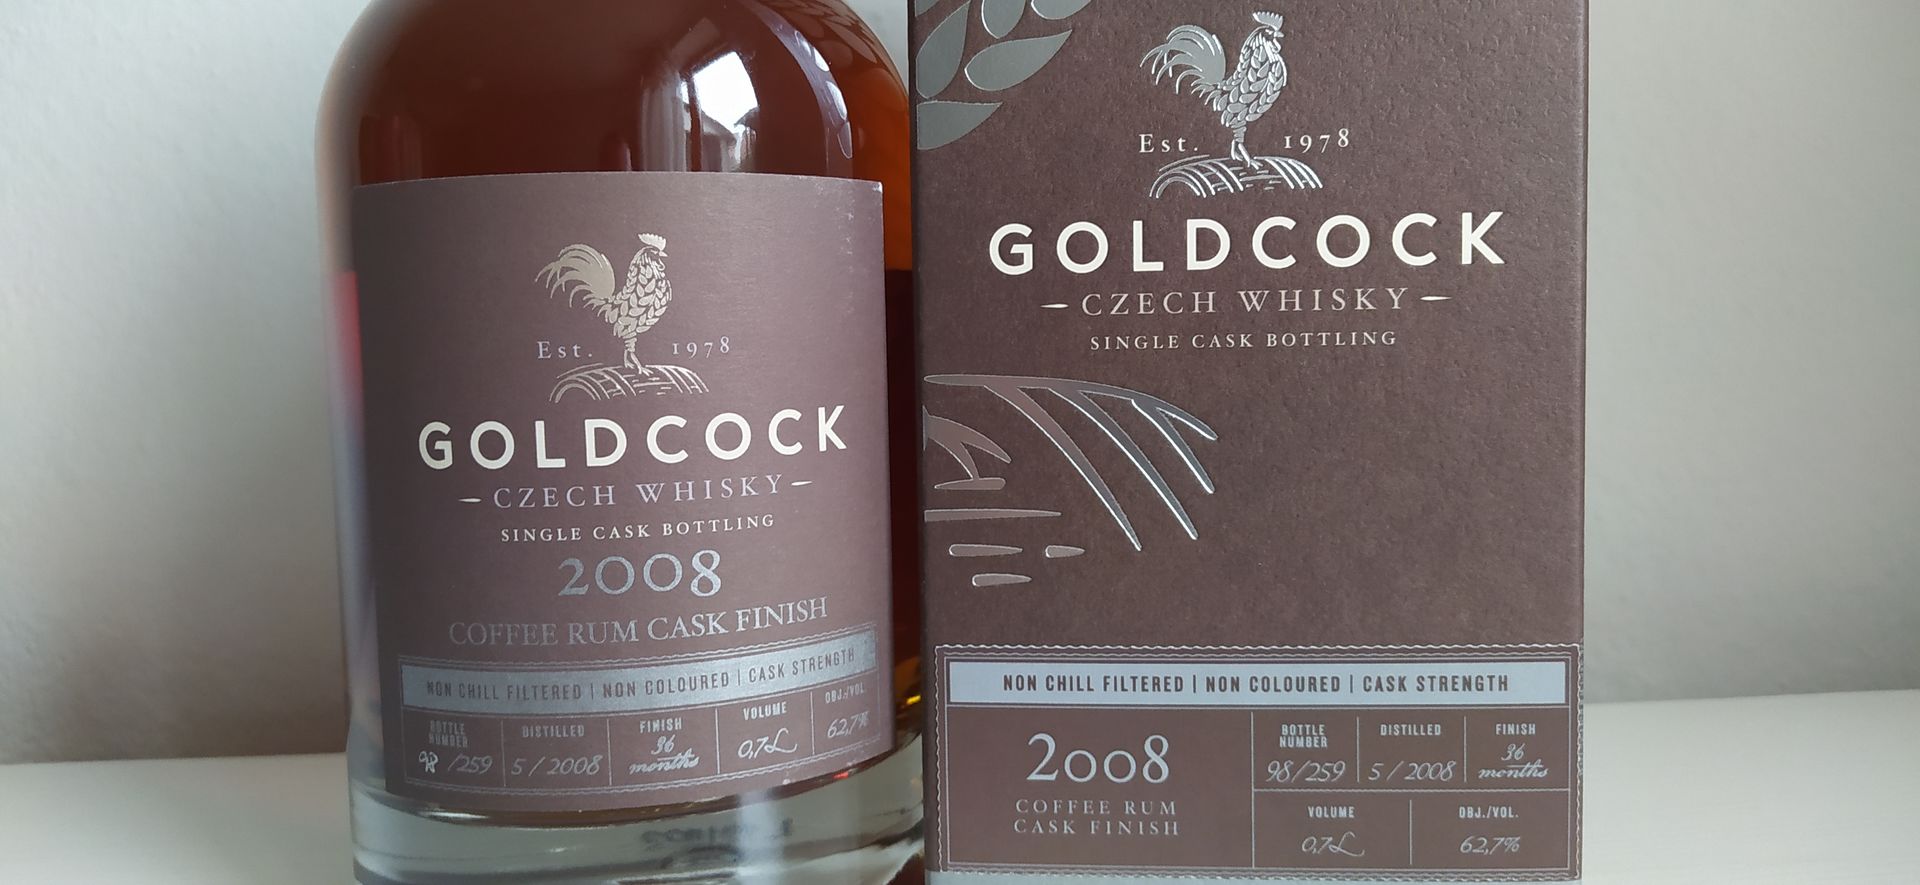 Est. 1978
GOLDCOCK
CZECH WHISKY
SINGLE CASK BOTTLING
2008
COFFEE RUM CASK FINISH
NON CHILL FILTERED | NON COLOURED | CASK STRENGTH
BOTTLE NUMBER
/259
DISTILLED
5/2008
FINISH
36
months
VOLUME
0,7L
OBJ./VOL.
62,7%
Est. 1978
GOLDCOCK
CZECH WHISKY
SINGLE CASK BOTTLING
NON CHILL FILTERED | NON COLOURED | CASK STRENGTH
2008
COFFEE RUM
CASK FINISH
BOTTLE
NUMBER
98/259
DISTILLED
5/2008
FINISH
36
months
VOLUME
0,7L
OBJ./VOL.
62,7%